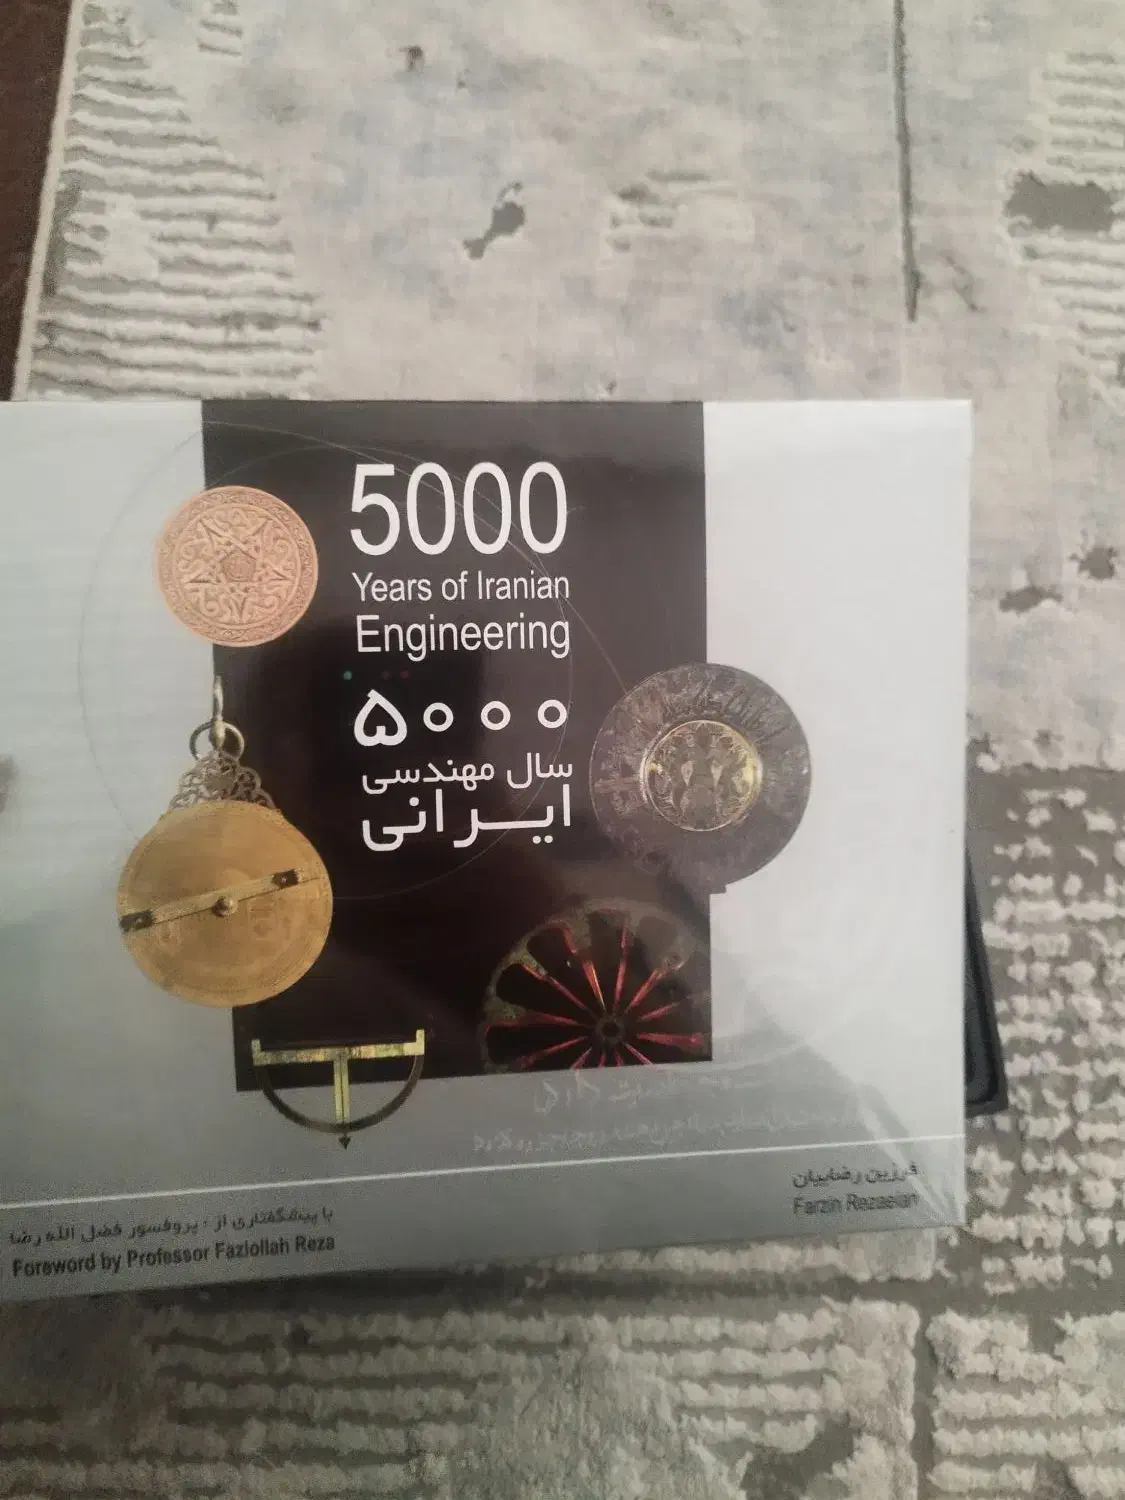 5000
Years of Iranian
Engineering
۵۰۰۰
سال مهندسی
ایرانی
فرزین رضاییان
Farzin Rezaeian
با پیشگفتاری از : پروفسور فضل الله رضا
Foreword by Professor Fazlollah Reza